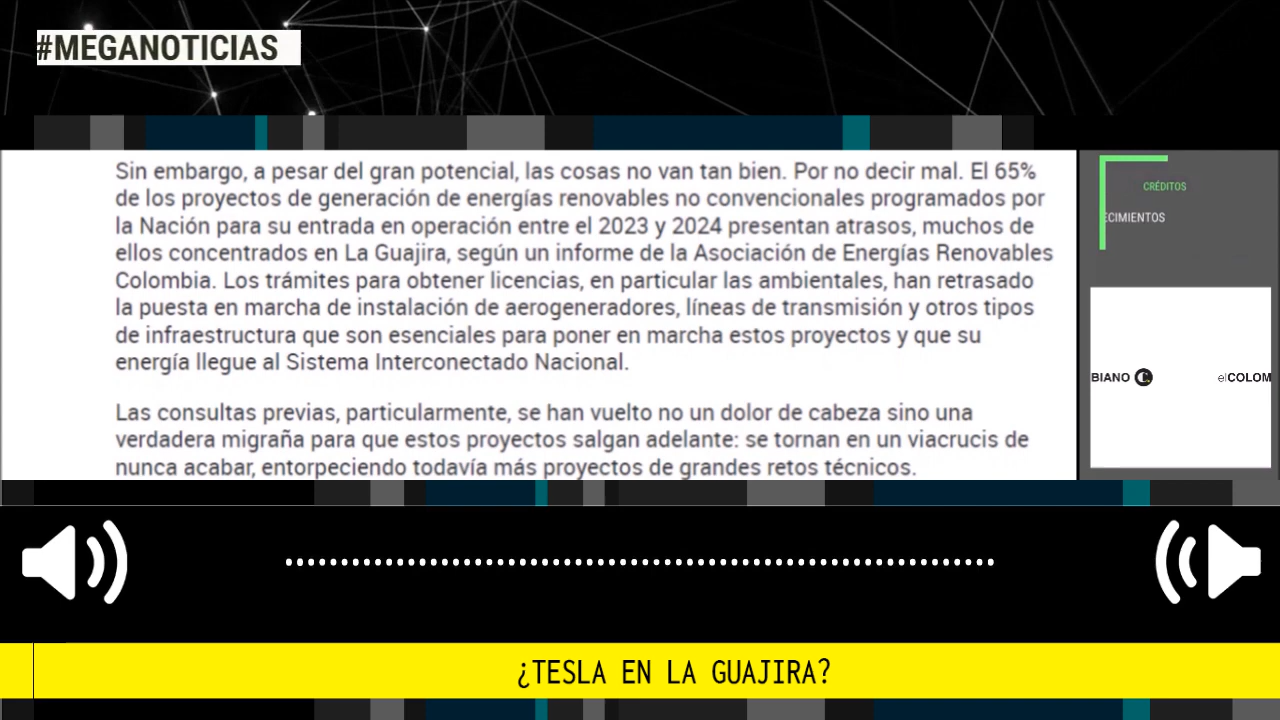 #MEGANOTICIAS
Sin embargo, a pesar del gran potencial, las cosas no van tan bien. Por no decir mal. El 65%
de los proyectos de generación de energías renovables no convencionales programados por
la Nación para su entrada en operación entre el 2023 y 2024 presentan atrasos, muchos de
ellos concentrados en La Guajira, según un informe de la Asociación de Energías Renovables
Colombia. Los trámites para obtener licencias, en particular las ambientales, han retrasado
la puesta en marcha de instalación de aerogeneradores, líneas de transmisión y otros tipos
de infraestructura que son esenciales para poner en marcha estos proyectos y que su
energía llegue al Sistema Interconectado Nacional.
Las consultas previas, particularmente, se han vuelto no un dolor de cabeza sino una
verdadera migraña para que estos proyectos salgan adelante: se tornan en un viacrucis de
nunca acabar, entorpeciendo todavía más proyectos de grandes retos técnicos.
CRÉDITOS
ECIMIENTOS
BIANO
elCOLOM
¿TESLA EN LA GUAJIRA?